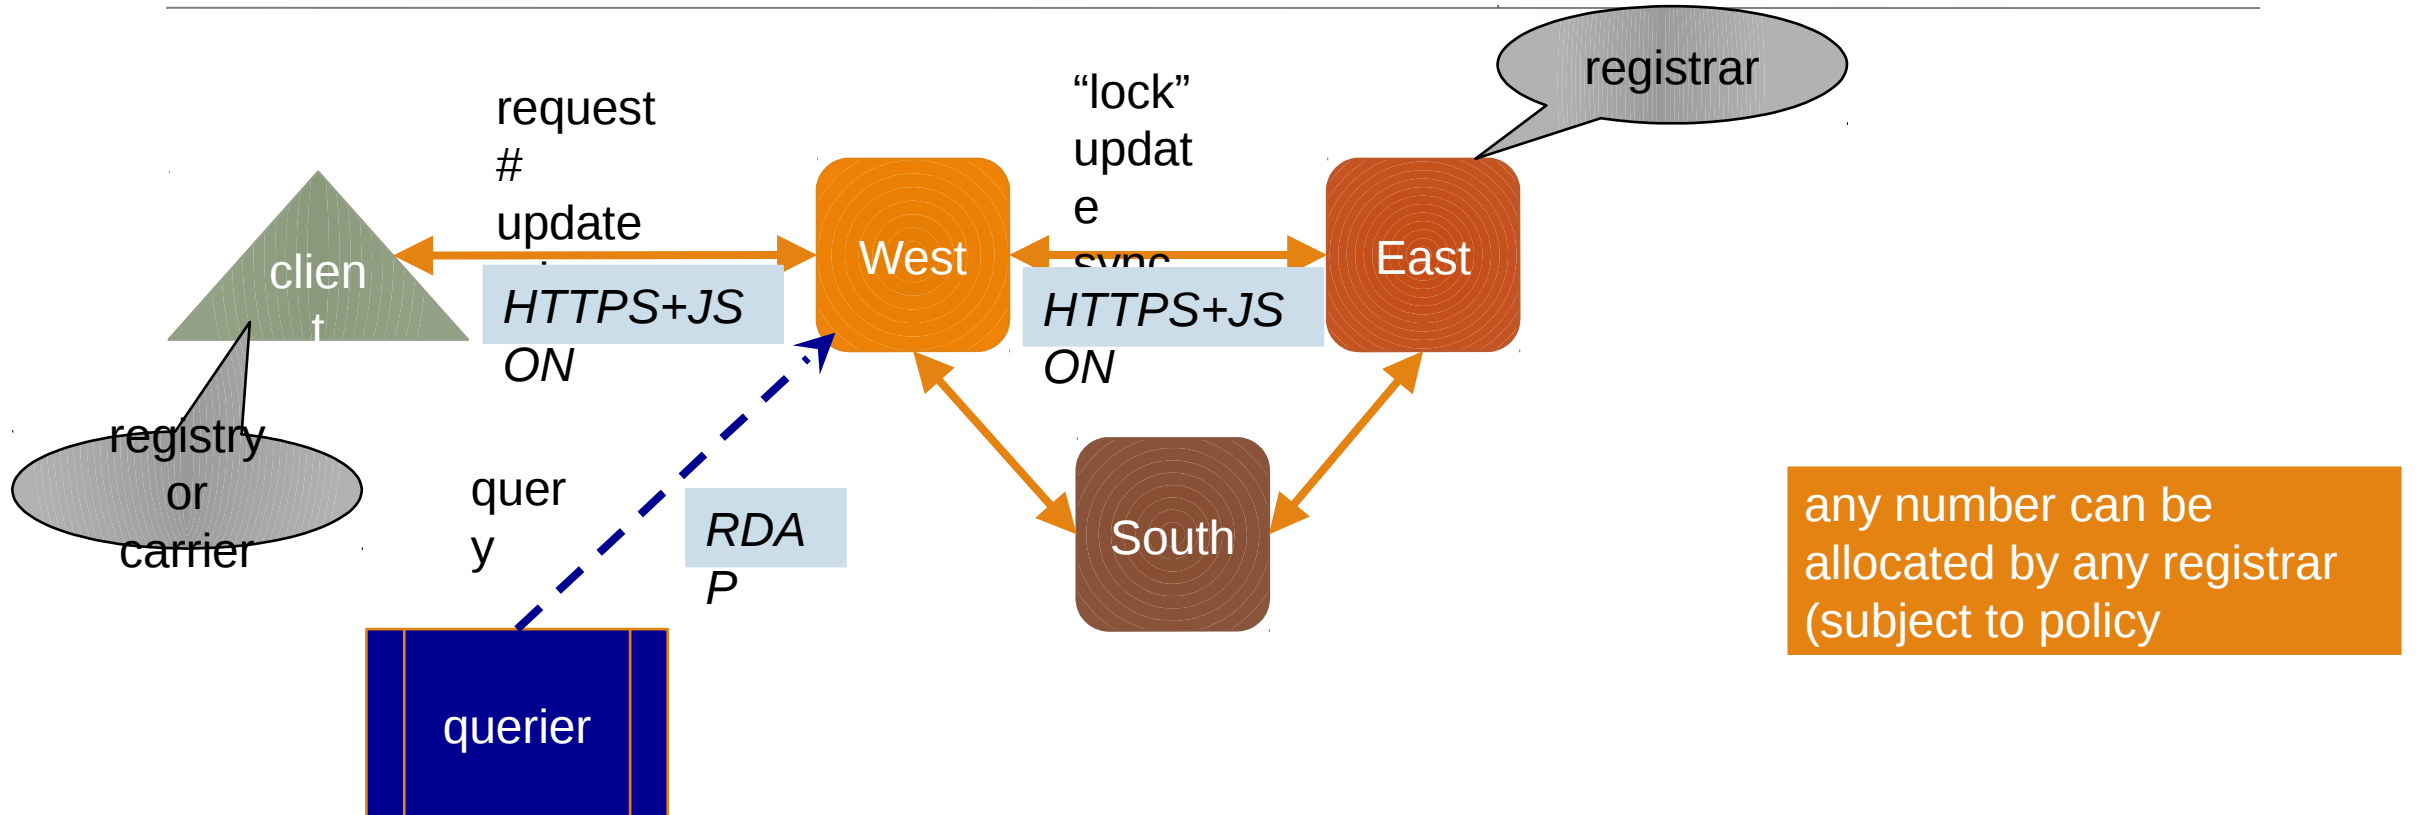 registrar
“lock”
updat
e
sync
request
#
update
West
East
clien
t
HTTPS+JS
ON
HTTPS+JS
ON
registry
or
carrier
quer
y
RDA
P
South
any number can be
allocated by any registrar
(subject to policy
querier